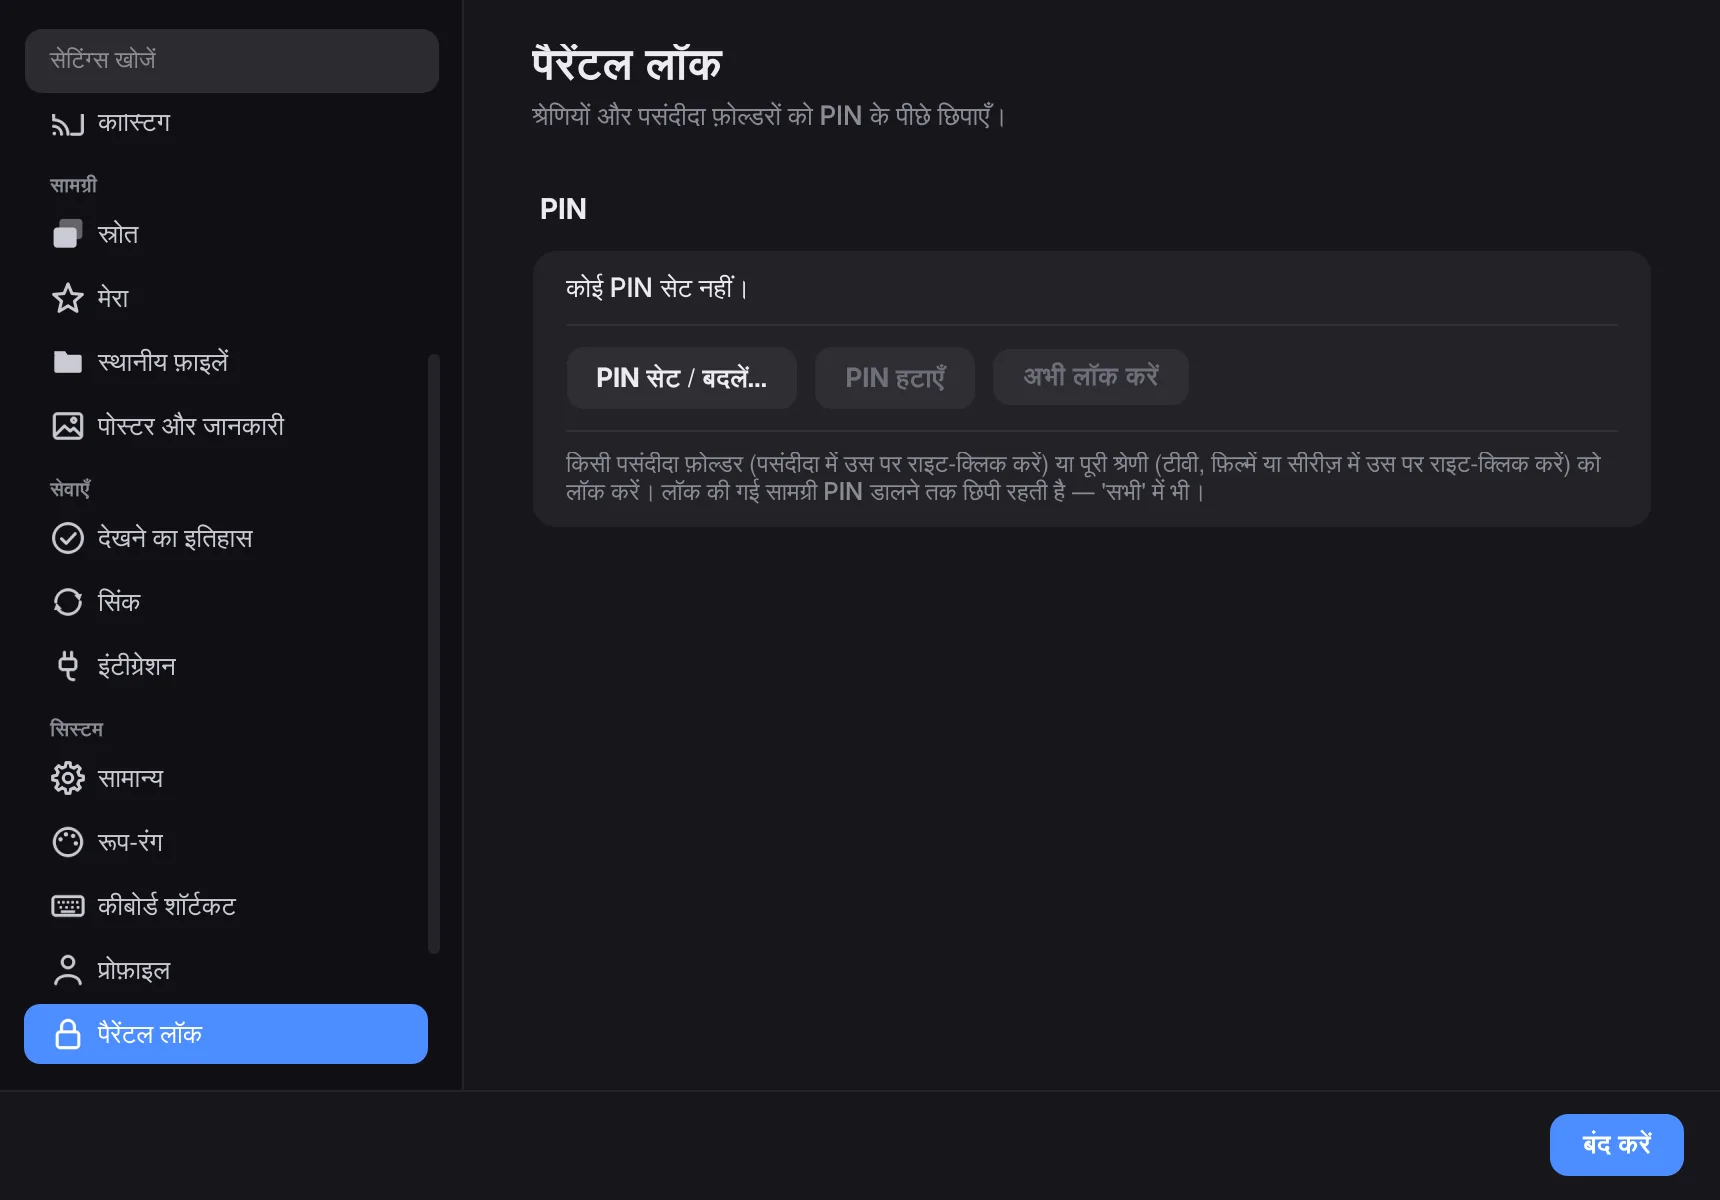 सेटिंग्स खोजें
कास्टिंग
सामग्री
स्रोत
मेरा
स्थानीय फ़ाइलें
पोस्टर और जानकारी
सेवाएँ
देखने का इतिहास
सिंक
इंटीग्रेशन
सिस्टम
सामान्य
रूप-रंग
कीबोर्ड शॉर्टकट
प्रोफ़ाइल
पैरेंटल लॉक
पैरेंटल लॉक
श्रेणियों और पसंदीदा फ़ोल्डरों को PIN के पीछे छिपाएँ।
PIN
कोई PIN सेट नहीं।
PIN सेट / बदलें...
PIN हटाएँ
अभी लॉक करें
किसी पसंदीदा फ़ोल्डर (पसंदीदा में उस पर राइट-क्लिक करें) या पूरी श्रेणी (टीवी, फ़िल्में या सीरीज़ में उस पर राइट-क्लिक करें) को
लॉक करें। लॉक की गई सामग्री PIN डालने तक छिपी रहती है — 'सभी' में भी।
बंद करें